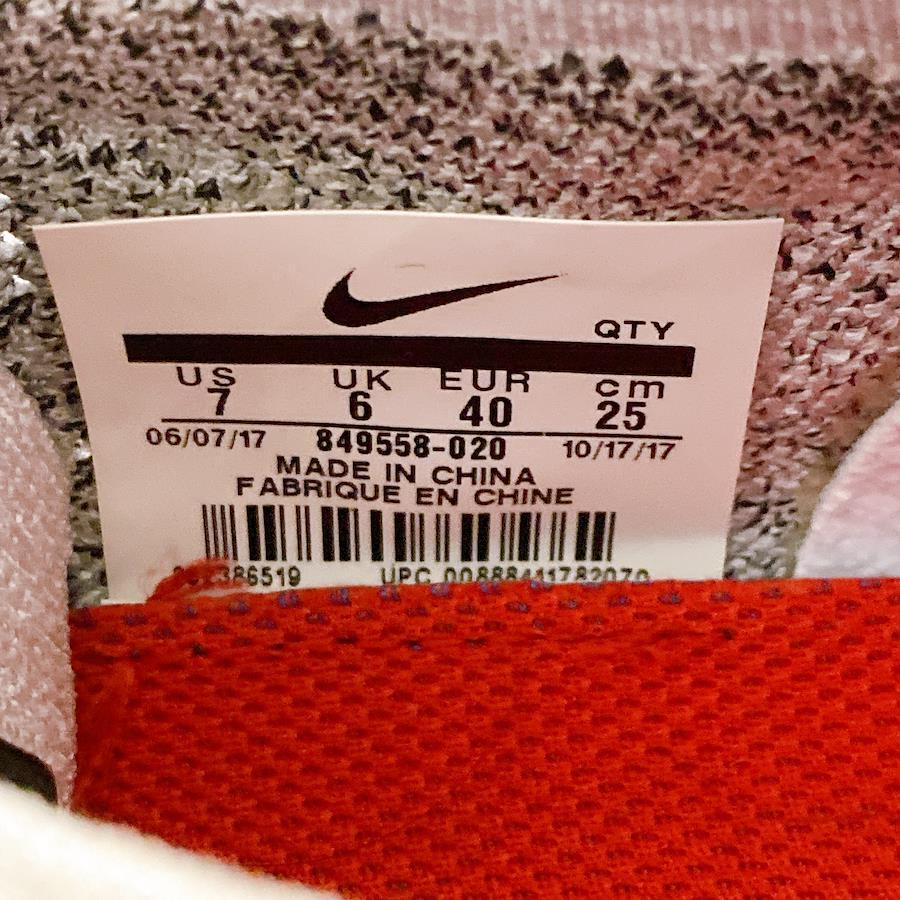 QTY
US UK EUR cm
7 6 40 25
06/07/17 849558-020 10/17/17
MADE IN CHINA
FABRIQUE EN CHINE
UPC